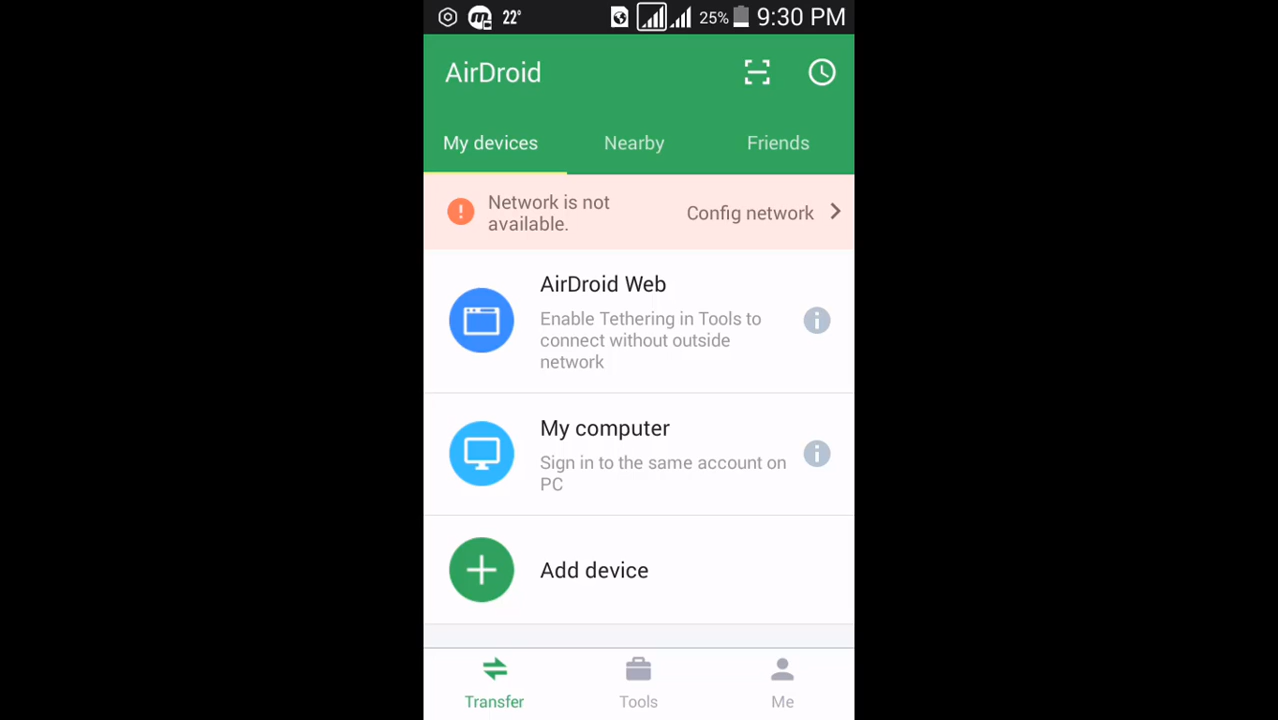 22° 25% 9:30 PM
AirDroid
My devices Nearby Friends
Network is not
available.
Config network
AirDroid Web
Enable Tethering in Tools to
connect without outside
network
My computer
Sign in to the same account on
PC
Add device
Transfer Tools Me